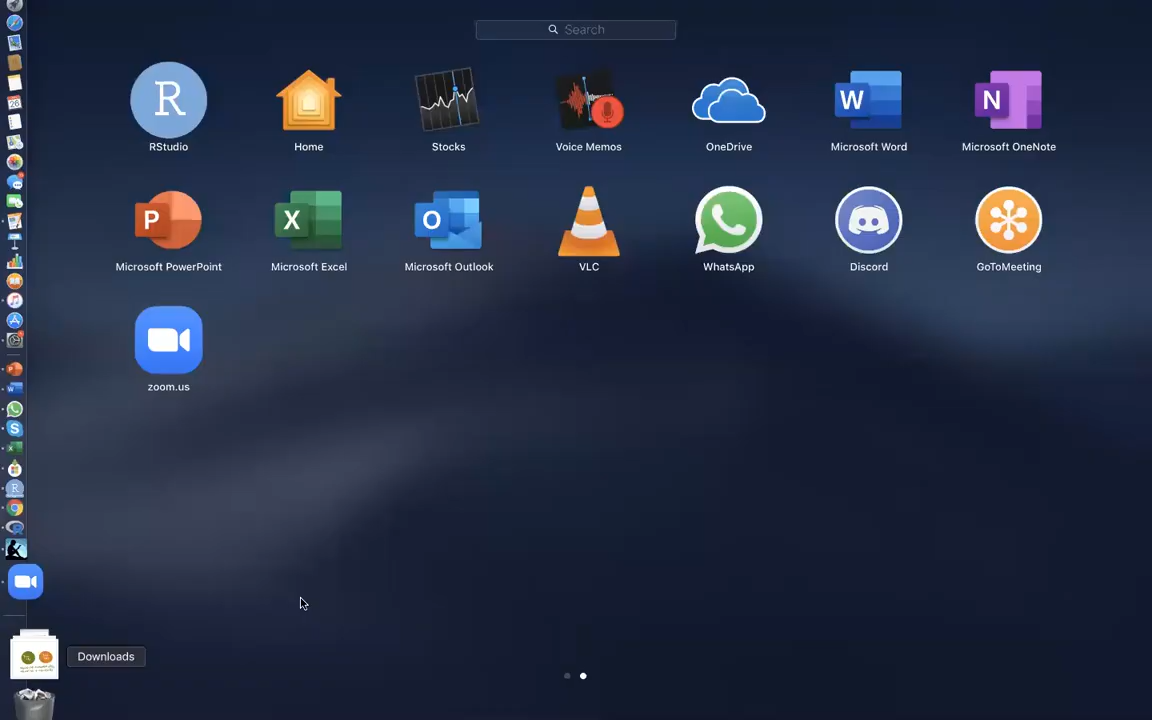 Search
R
RStudio
Home
Stocks
Voice Memos
OneDrive
W
Microsoft Word
N
Microsoft OneNote
P
Microsoft PowerPoint
X
Microsoft Excel
O
Microsoft Outlook
VLC
WhatsApp
Discord
GoToMeeting
zoom.us
Downloads